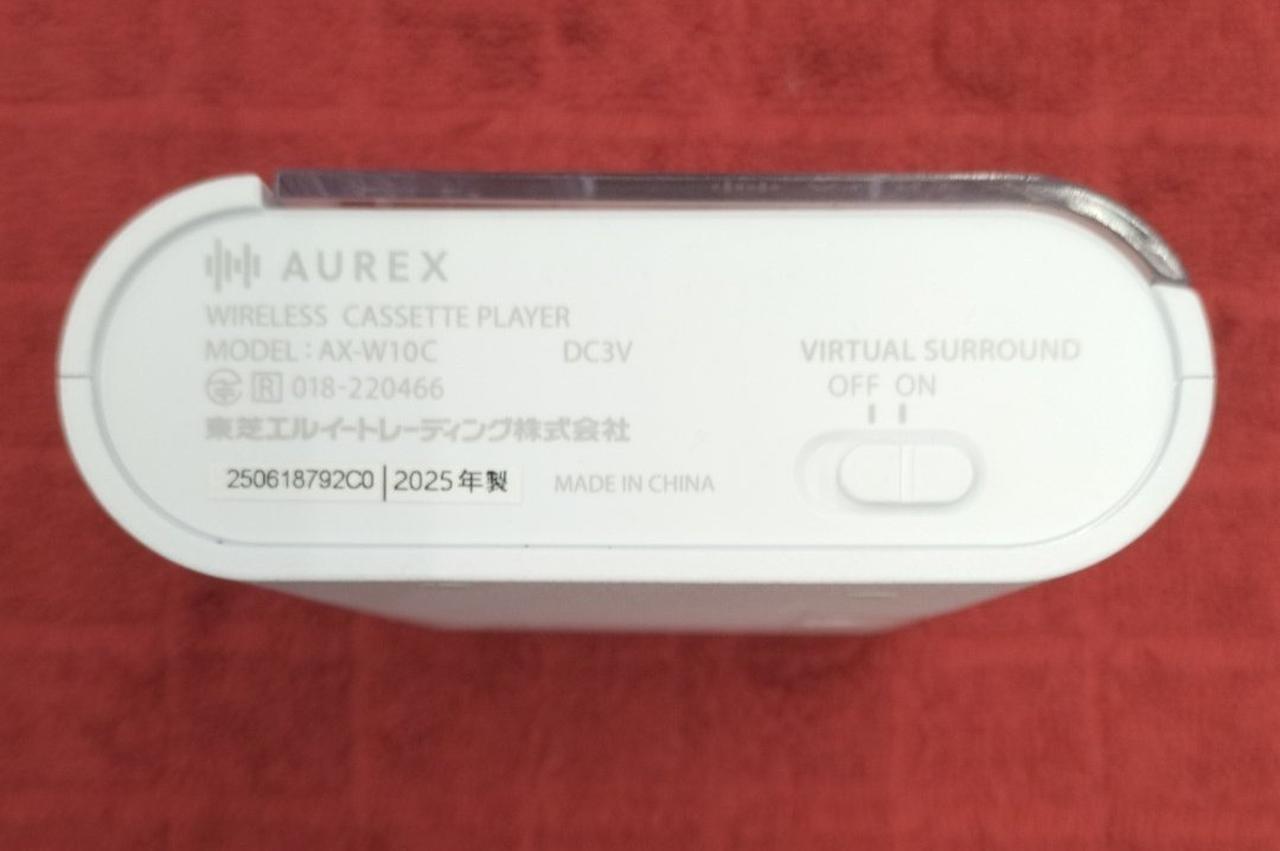 AUREX
WIRELESS CASSETTE PLAYER
MODEL : AX-W10C DC3V
R 018-220466
東芝エルイートレーディング株式会社
250618792C0 2025年製 MADE IN CHINA
VIRTUAL SURROUND
OFF ON